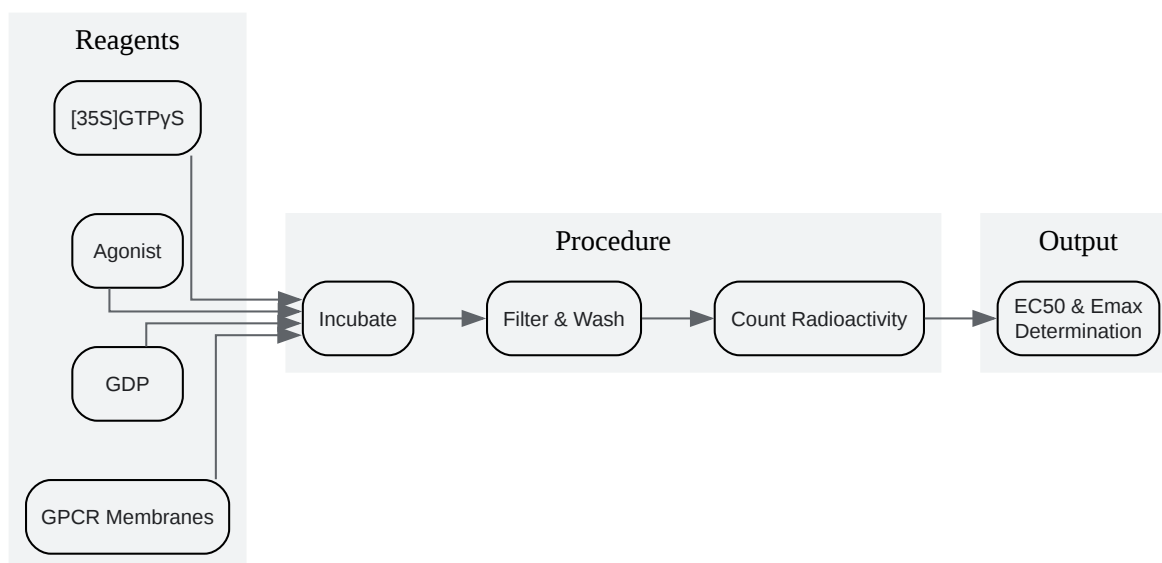 Reagents
[35S]GTPγS
Agonist
GDP
GPCR Membranes
Procedure
Incubate
Filter & Wash
Count Radioactivity
Output
EC50 & Emax
Determination